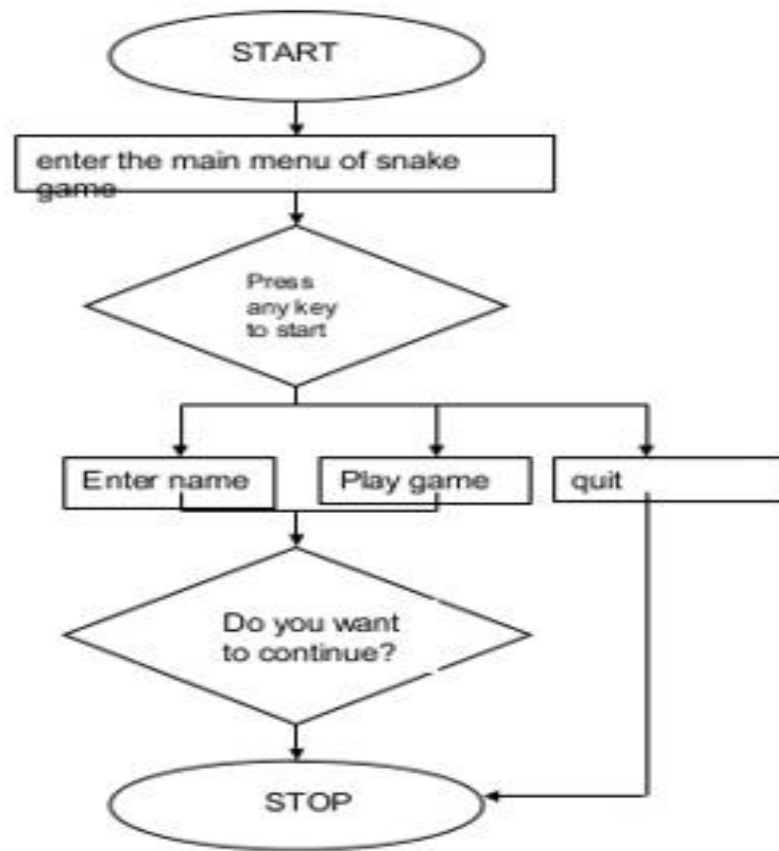 START
enter the main menu of snake
game
Press
any key
to start
Enter name
Play game
quit
Do you want
to continue?
STOP